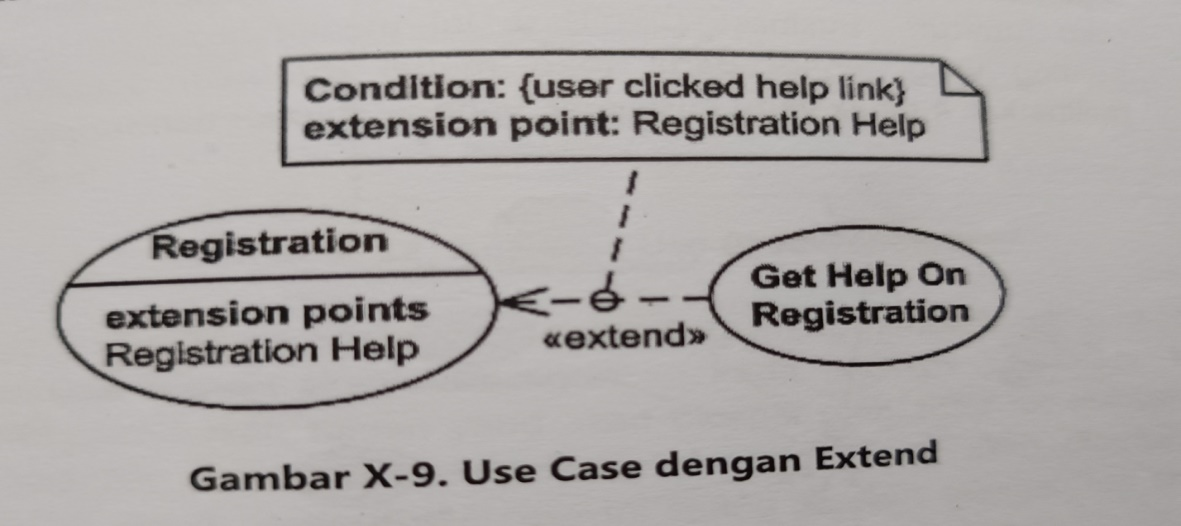 Condition: {user clicked help link}
extension point: Registration Help
Registration
extension points
Registration Help
«extend»
Get Help On
Registration
Gambar X-9. Use Case dengan Extend